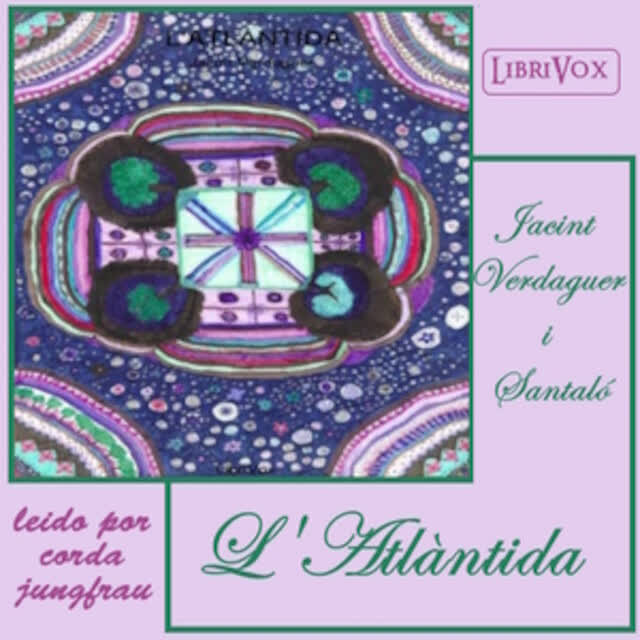 L'ATLÀNTIDA
LIBRIVOX
Jacint
Verdaguer
i
Santaló
leido por
corda
jungfrau
L'Atlàntida